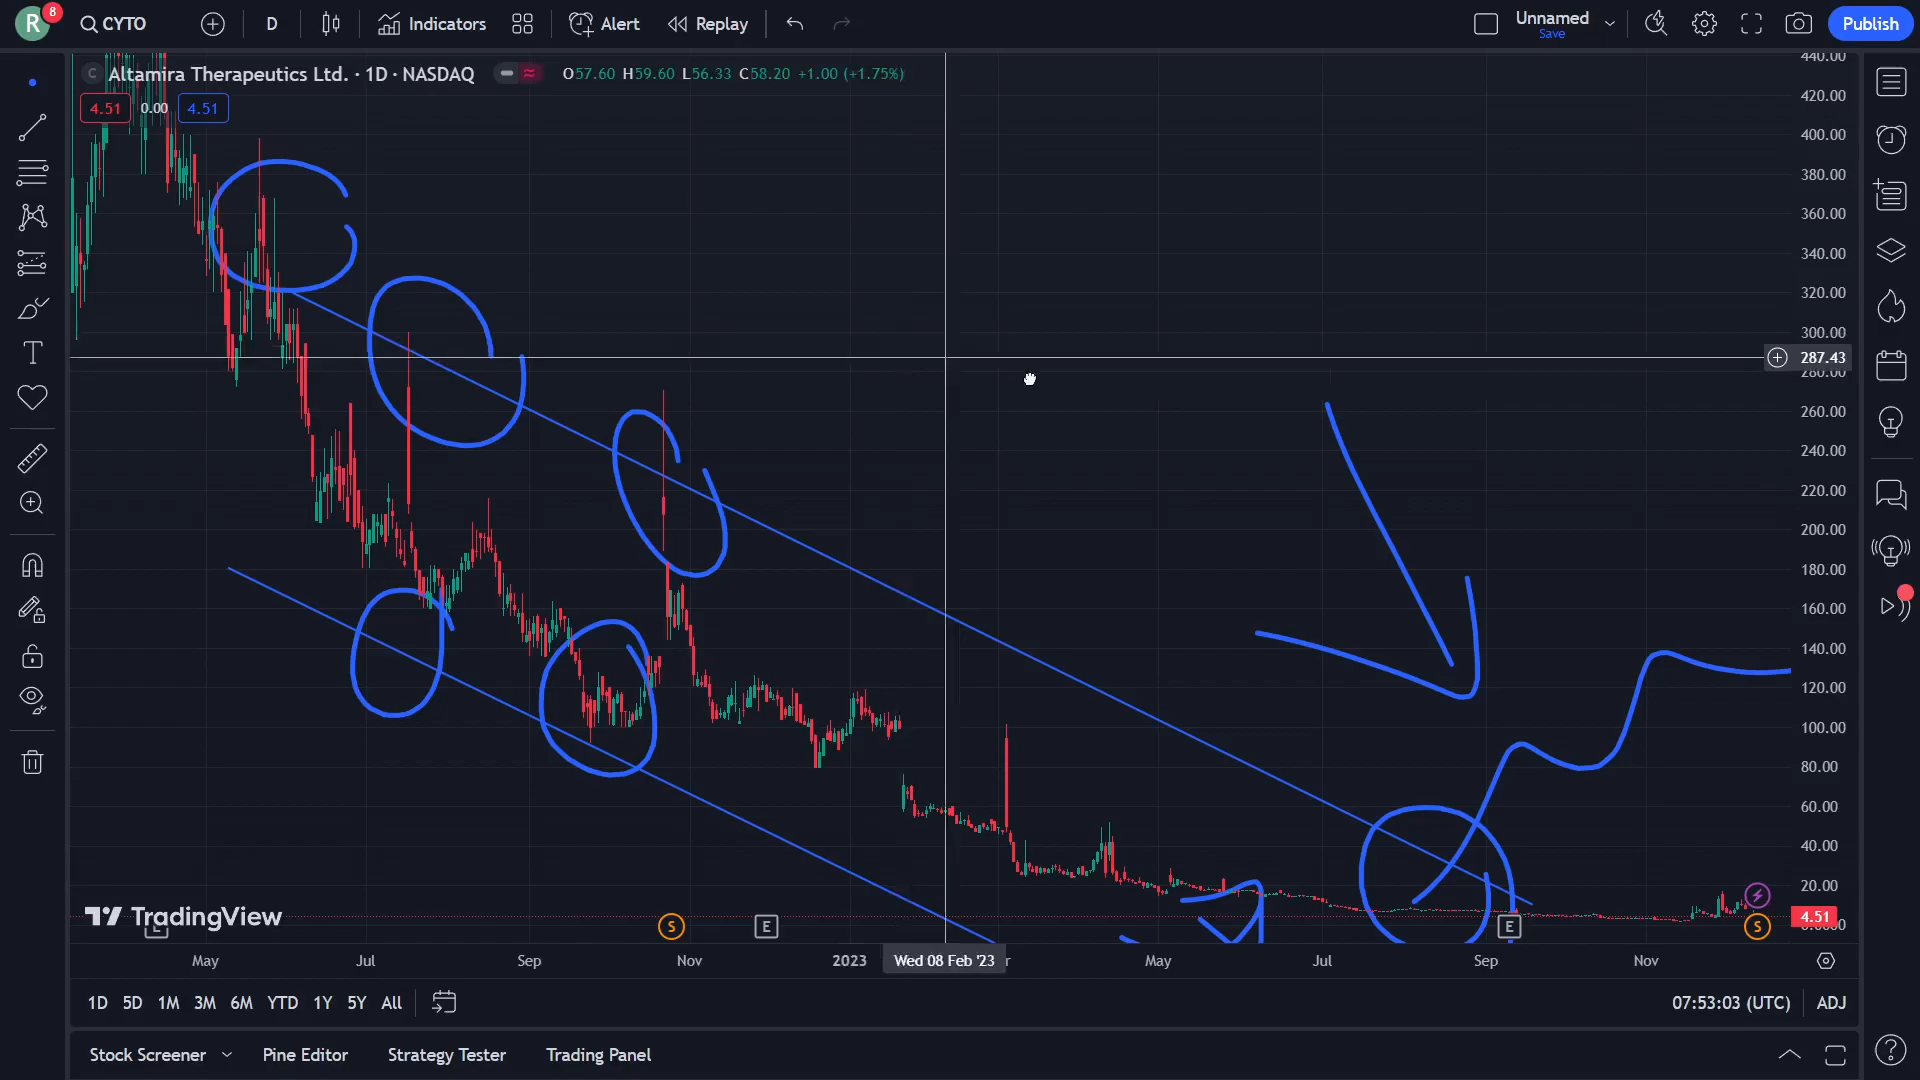 R
8
CYTO
D
Indicators
Alert
Replay
Unnamed
Save
Publish
C
Altamira Therapeutics Ltd. · 1D · NASDAQ
O57.60 H59.60 L56.33 C58.20 +1.00 (+1.75%)
4.51
0.00
4.51
440.00
420.00
400.00
380.00
360.00
340.00
320.00
300.00
287.43
280.00
260.00
240.00
220.00
200.00
180.00
160.00
140.00
120.00
100.00
80.00
60.00
40.00
20.00
4.51
TradingView
S
E
E
S
May
Jul
Sep
Nov
2023
Wed 08 Feb '23
May
Jul
Sep
Nov
1D
5D
1M
3M
6M
YTD
1Y
5Y
All
07:53:03 (UTC)
ADJ
Stock Screener
Pine Editor
Strategy Tester
Trading Panel